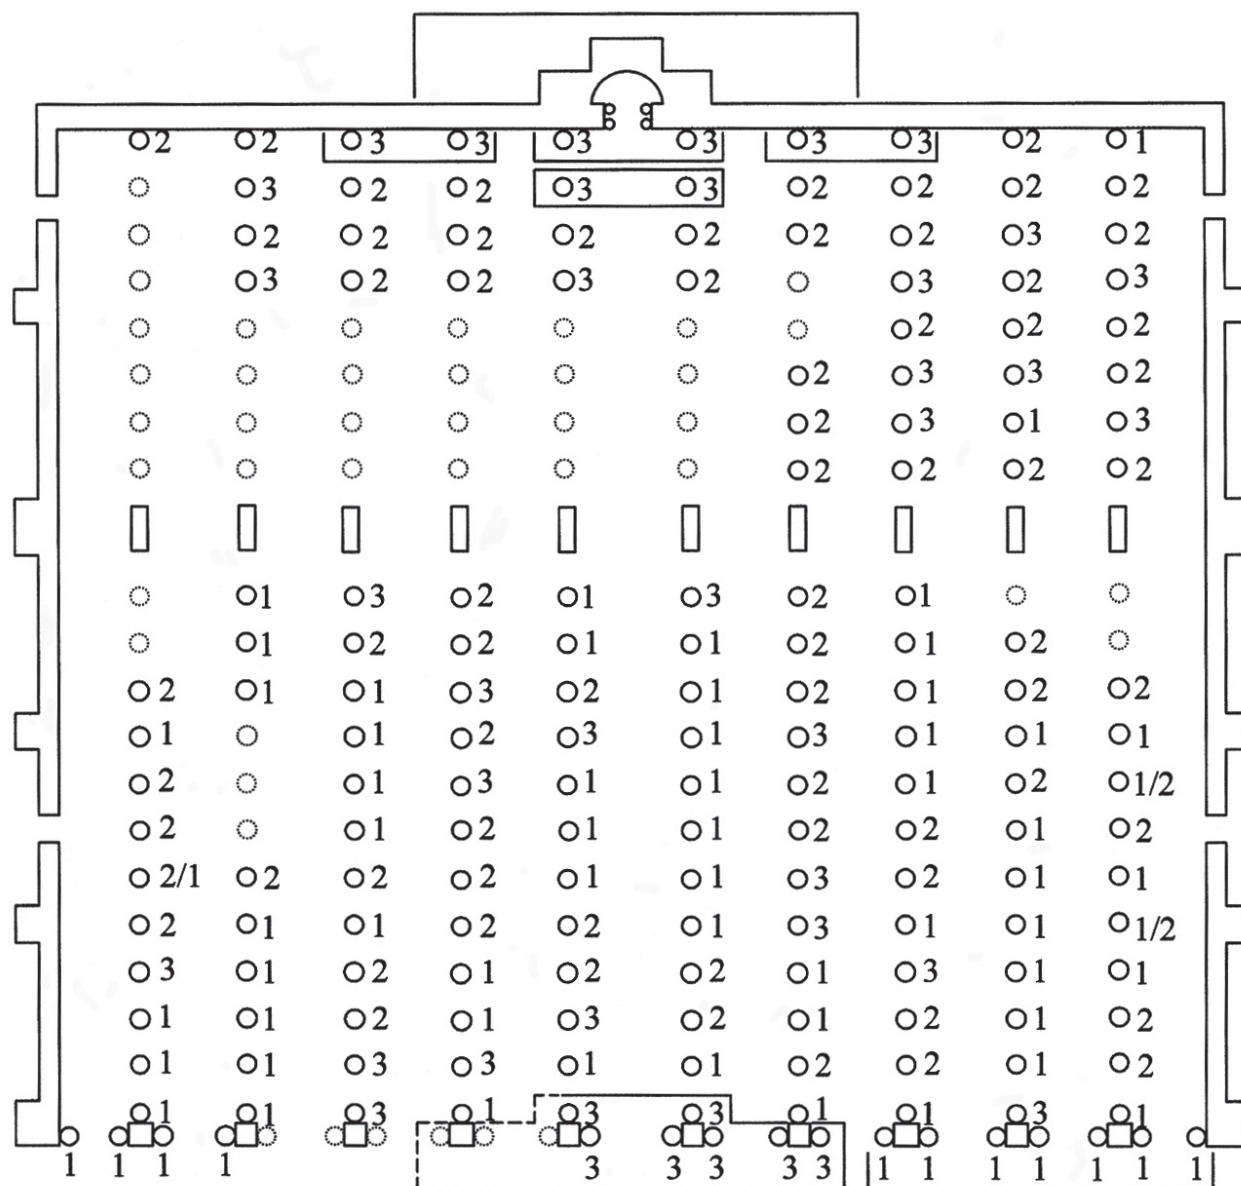 2 2 3 3 3 3 3 3 2 1
3 2 2 3 3 2 2 2 2
2 2 2 2 2 2 2 3 2
3 2 2 3 2 3 2 3
2 2 2
2 3 3 2
2 3 1 3
2 2 2 2
1 3 2 1 3 2 1
1 2 2 1 1 2 1 2
2 1 1 3 2 1 2 1 2 2
1 1 2 3 1 3 1 1 1
2 1 3 1 1 2 1 2 1/2
2 1 2 1 1 2 2 1 2
2/1 2 2 2 1 1 3 2 1 1
2 1 1 2 2 1 3 1 1 1/2
3 1 2 1 2 2 1 3 1 1
1 1 2 1 3 2 1 2 1 2
1 1 3 3 1 1 2 2 1 2
1 1 3 1 3 3 1 1 3 1
1 1 1 1 3 3 3 3 3 1 1 1 1 1 1 1